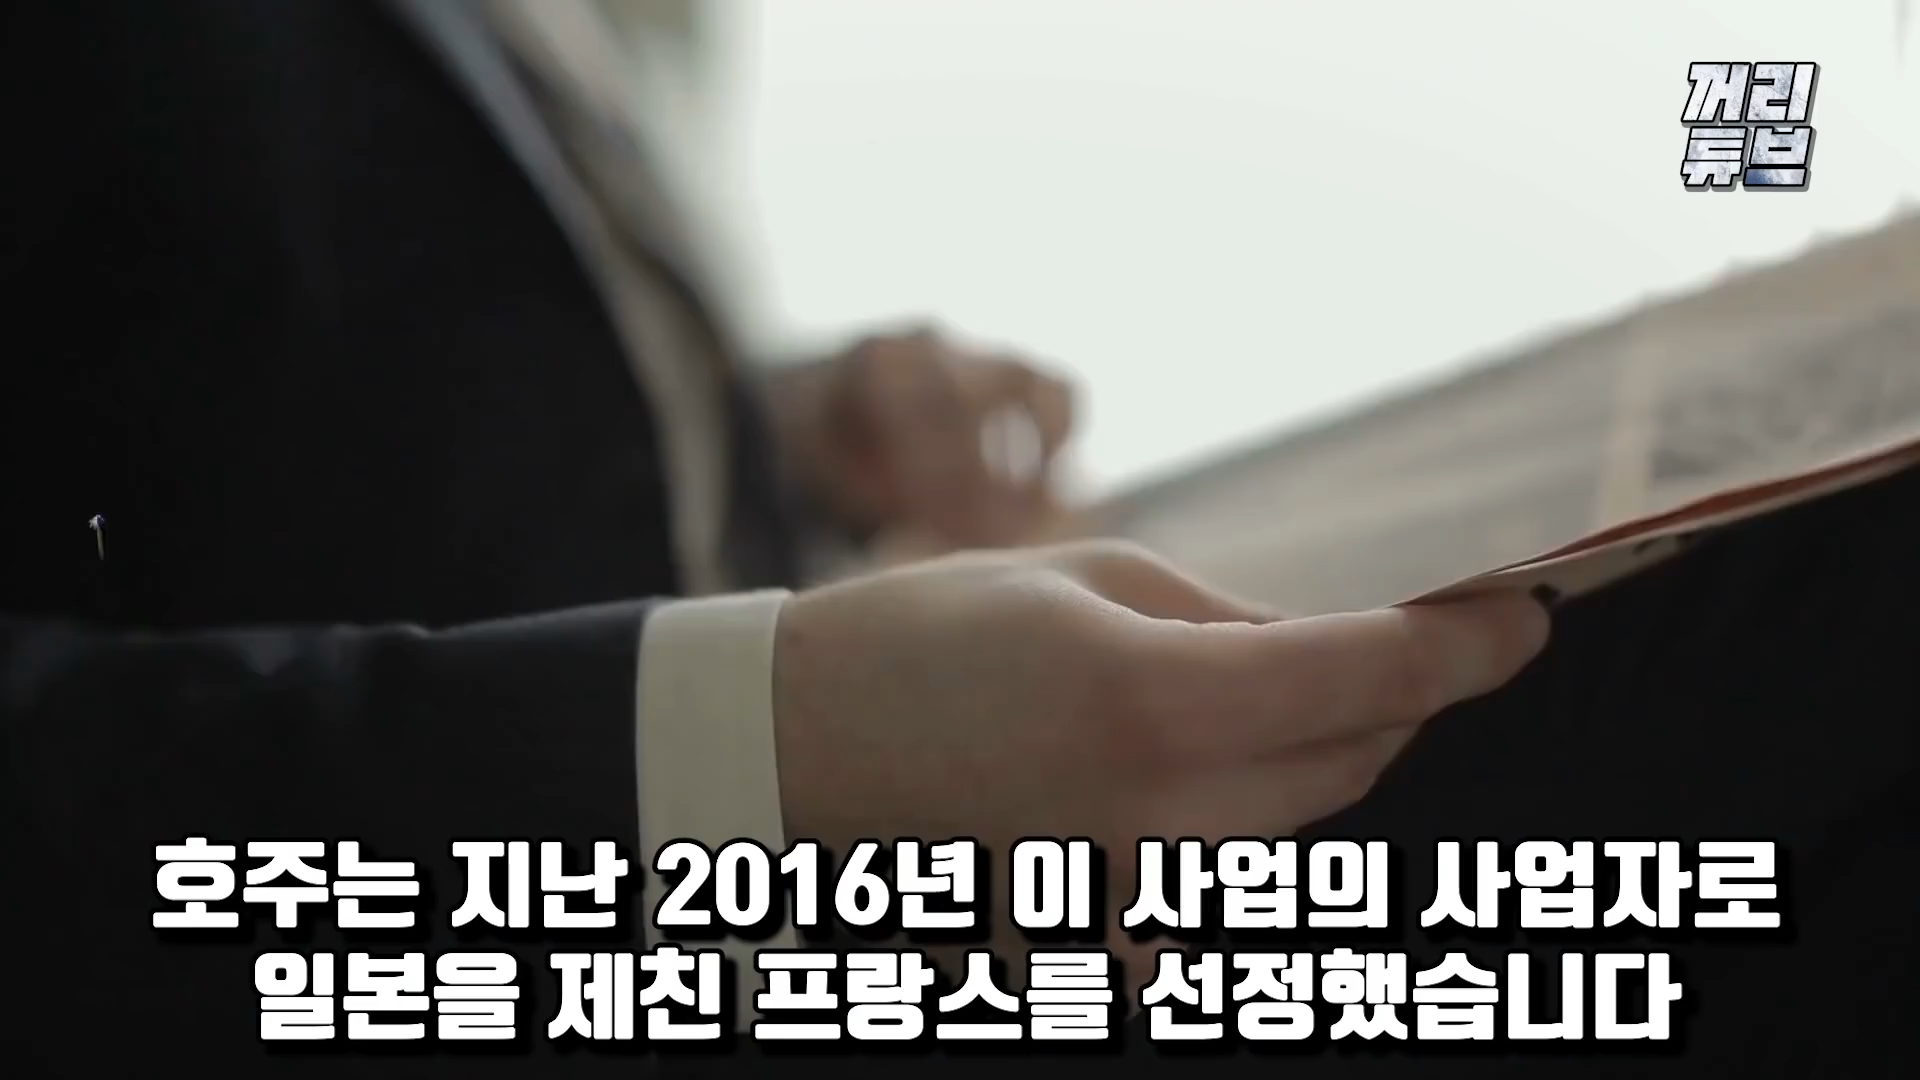 꺼리
튜브
호주는 지난 2016년 이 사업의 사업자로
일본을 제친 프랑스를 선정했습니다